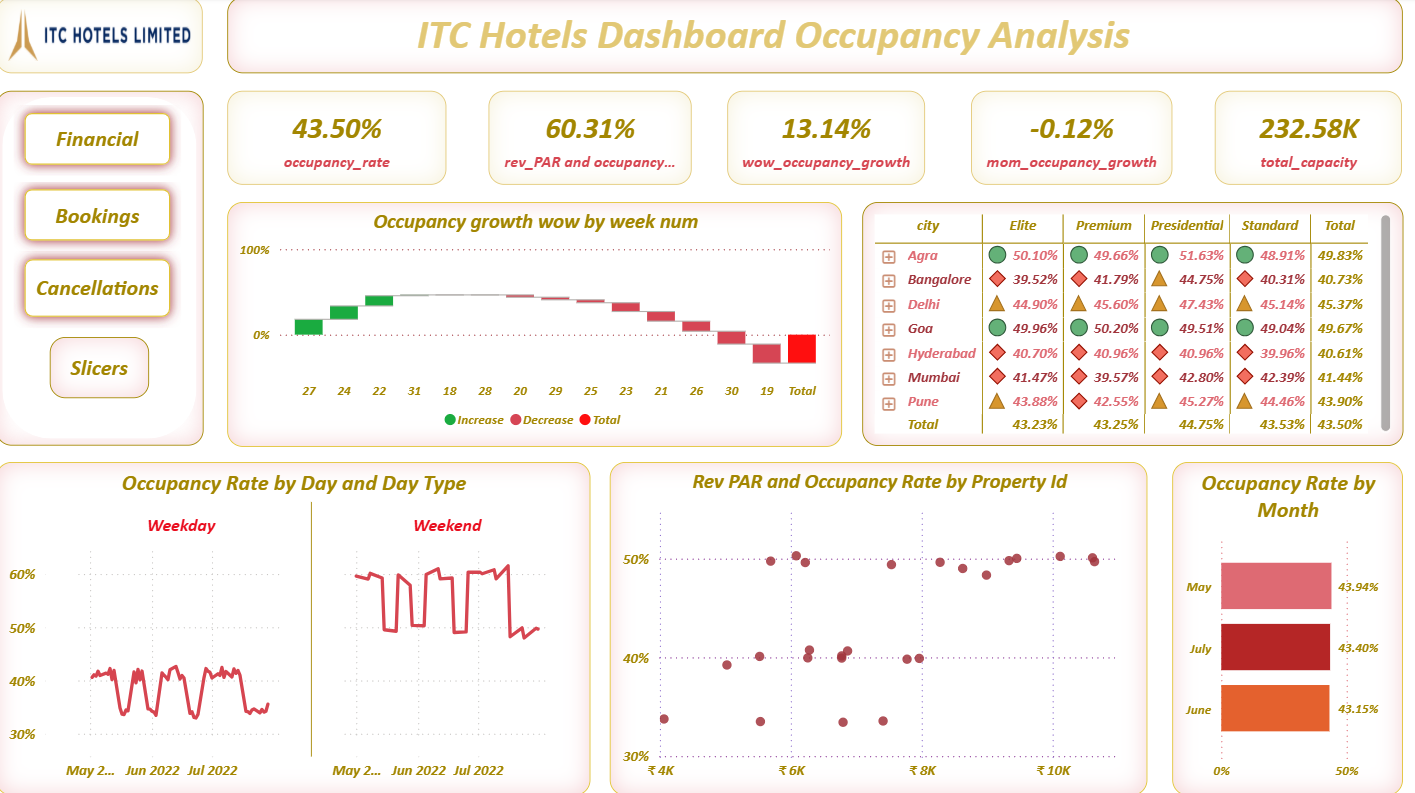 ITC HOTELS LIMITED
ITC Hotels Dashboard Occupancy Analysis
Financial
Bookings
Cancellations
Slicers
43.50%
occupancy_rate
60.31%
rev_PAR and occupancy...
13.14%
wow_occupancy_growth
-0.12%
mom_occupancy_growth
232.58K
total_capacity
Occupancy growth wow by week num
100%
0%
27 24 22 31 18 28 20 29 25 23 21 26 30 19 Total
Increase Decrease Total
city Elite Premium Presidential Standard Total
Agra 50.10% 49.66% 51.63% 48.91% 49.83%
Bangalore 39.52% 41.79% 44.75% 40.31% 40.73%
Delhi 44.90% 45.60% 47.43% 45.14% 45.37%
Goa 49.96% 50.20% 49.51% 49.04% 49.67%
Hyderabad 40.70% 40.96% 40.96% 39.96% 40.61%
Mumbai 41.47% 39.57% 42.80% 42.39% 41.44%
Pune 43.88% 42.55% 45.27% 44.46% 43.90%
Total 43.23% 43.25% 44.75% 43.53% 43.50%
Occupancy Rate by Day and Day Type
Weekday
Weekend
60%
50%
40%
30%
May 2... Jun 2022 Jul 2022
May 2... Jun 2022 Jul 2022
Rev PAR and Occupancy Rate by Property Id
50%
40%
30%
₹ 4K ₹ 6K ₹ 8K ₹ 10K
Occupancy Rate by
Month
May 43.94%
July 43.40%
June 43.15%
0% 50%